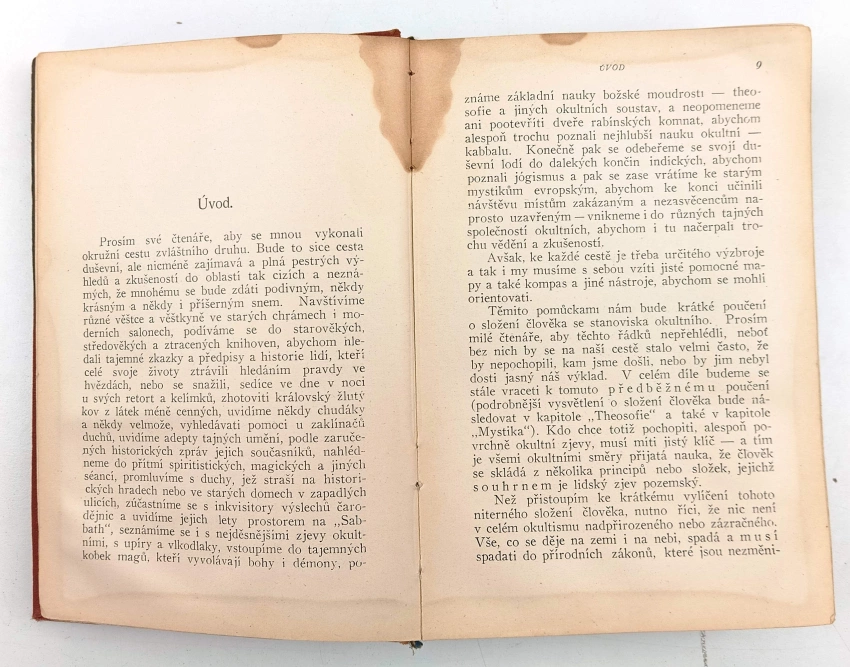 Úvod.
Prosím své čtenáře, aby se mnou vykonali
okružní cestu zvláštního druhu. Bude to sice cesta
duševní, ale nicméně zajímavá a plná pestrých vý-
hledů a zkušeností do oblastí tak cizích a nezná-
mých, že mnohému se bude zdáti podivným, někdy
krásným a někdy i příšerným snem. Navštívíme
různé věštce a věštkyně ve starých chrámech i mo-
derních salonech, podíváme se do starověkých,
středověkých a ztracených knihoven, abychom hle-
dali tajemné zkazky a předpisy a historie lidí, kteří
celé svoje životy ztrávili hledáním pravdy ve
hvězdách, nebo se snažili, sedíce ve dne v noci
u svých retort a kelímků, zhotoviti královský žlutý
kov z látek méně cenných, uvidíme někdy chudáky
a někdy velmože, vyhledávati pomoci u zaklínačů
duchů, uvidíme adepty tajných umění, podle zaruče-
ných historických zpráv jejich současníků, nahléd-
neme do přítmí spiritistických, magických a jiných
séancí, promluvíme s duchy, jež straší na histori-
ckých hradech nebo ve starých domech v zapadlých
ulicích, zúčastníme se s inkvisitory výslechů čaro-
dějnic a uvidíme jejich lety prostorem na „Sab-
bath", seznámíme se i s nejděsnějšími zjevy okult-
ními, s upíry a vlkodlaky, vstoupíme do tajemných
kobek magů, kteří vyvolávají bohy i démony, po-
ÚVOD 9
známe základní nauky božské moudrosti — theo-
sofie a jiných okultních soustav, a neopomeneme
ani pootevříti dveře rabínských komnat, abychom
alespoň trochu poznali nejhlubší nauku okultní —
kabbalu. Konečně pak se odebeřeme se svojí du-
ševní lodí do dalekých končin indických, abychom
poznali jógismus a pak se zase vrátíme ke starým
mystikům evropským, abychom ke konci učinili
návštěvu místům zakázaným a nezasvěcencům na-
prosto uzavřeným — vnikneme i do různých tajných
společností okultních, abychom i tu načerpali tro-
chu vědění a zkušeností.
Avšak, ke každé cestě je třeba určitého výzbroje
a tak i my musíme s sebou vzíti jisté pomocné ma-
py a také kompas a jiné nástroje, abychom se mohli
orientovati.
Těmito pomůckami nám bude krátké poučení
o složení člověka se stanoviska okultního. Prosím
milé čtenáře, aby těchto řádků nepřehlédli, neboť
bez nich by se na naší cestě stalo velmi často, že
by nepochopili, kam jsme došli, nebo by jim nebyl
dosti jasný náš výklad. V celém díle budeme se
stále vraceti k tomuto předběžnému poučení
(podrobnější vysvětlení o složení člověka bude ná-
sledovat v kapitole „Theosofie" a také v kapitole
„Mystika"). Kdo chce totiž pochopiti, alespoň po-
vrchně okultní zjevy, musí míti jistý klíč — a tím
je všemi okultními směry přijatá nauka, že člověk
se skládá z několika principů nebo složek, jejichž
souhrnem je lidský zjev pozemský.
Než přistoupím ke krátkému vylíčení tohoto
niterného složení člověka, nutno říci, že nic není
v celém okultismu nadpřirozeného nebo zázračného.
Vše, co se děje na zemi i na nebi, spadá a musí
spadati do přírodních zákonů, které jsou nezměni-